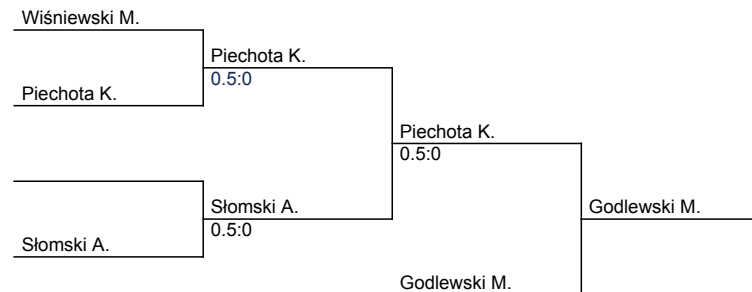 Wiśniewski M.
Piechota K.
0.5:0
Piechota K.
Piechota K.
0.5:0
Słomski A.
0.5:0
Godlewski M.
Słomski A.
Godlewski M.